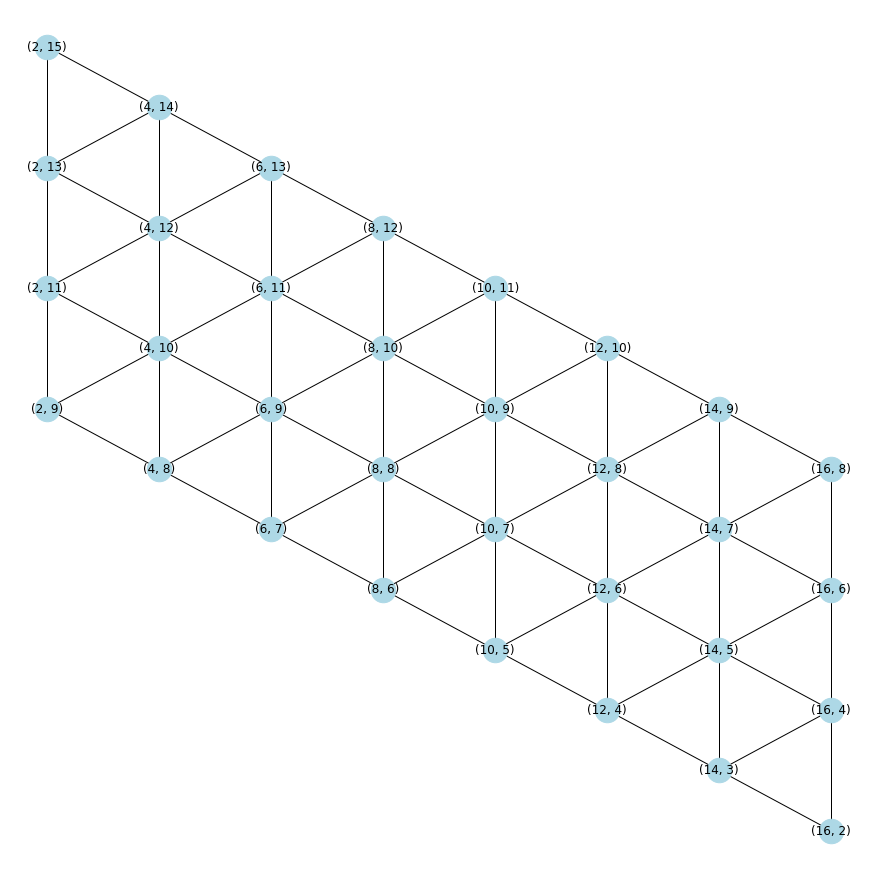 (2, 15)
(4, 14)
(2, 13) (6, 13)
(4, 12) (8, 12)
(2, 11) (6, 11) (10, 11)
(4, 10) (8, 10) (12, 10)
(2, 9) (6, 9) (10, 9) (14, 9)
(4, 8) (8, 8) (12, 8) (16, 8)
(6, 7) (10, 7) (14, 7)
(8, 6) (12, 6) (16, 6)
(10, 5) (14, 5)
(12, 4) (16, 4)
(14, 3)
(16, 2)